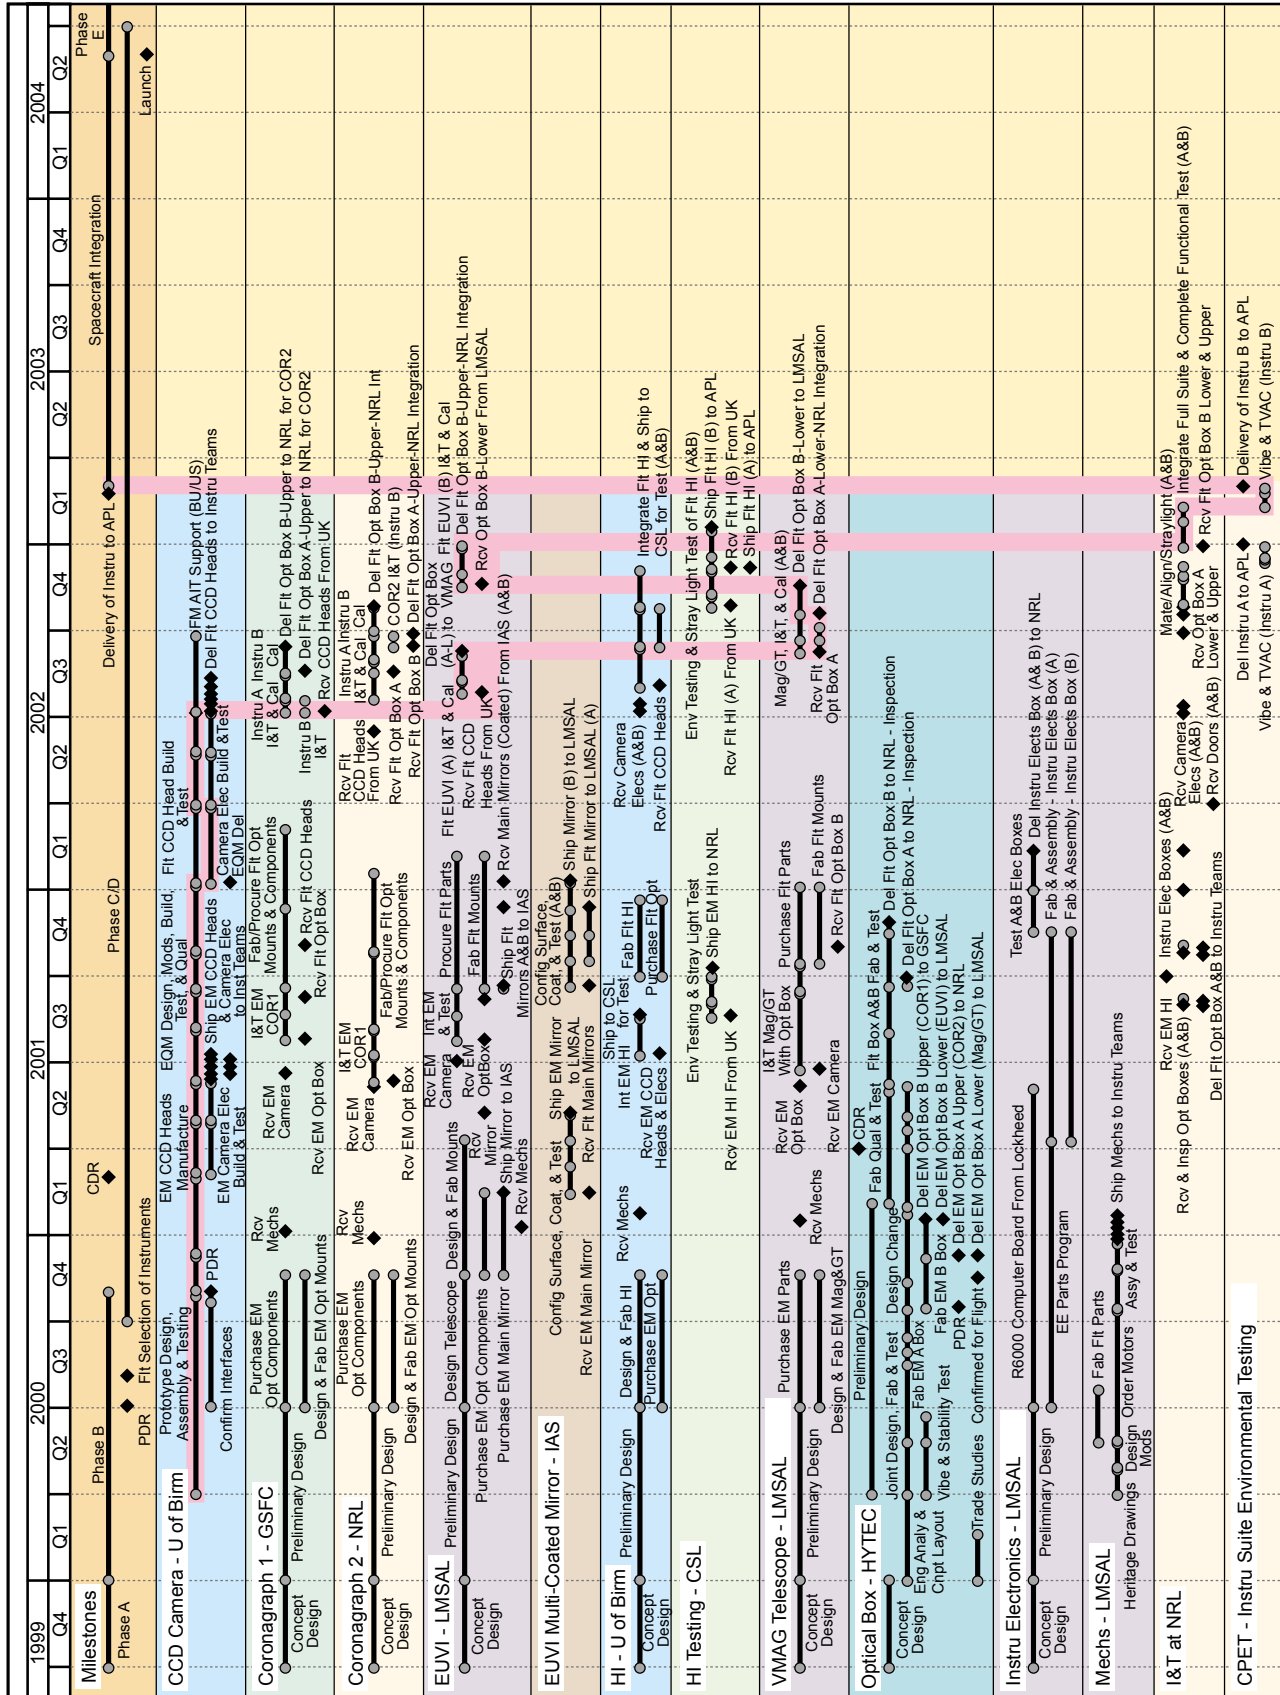 1999
2000
2001
2002
2003
2004
Q4
Q1
Q2
Q3
Q4
Q1
Q2
Q3
Q4
Q1
Q2
Q3
Q4
Q1
Q2
Q3
Q4
Q1
Q2
Milestones
Phase A
Phase B
PDR
Flt Selection of Instruments
CDR
Phase C/D
Delivery of Instru to APL
Spacecraft Integration
Launch
Phase
E
CCD Camera - U of Birm
Prototype Design,
Assembly & Testing
Confirm Interfaces
PDR
EM CCD Heads
Manufacture
EM Camera Elec
Build & Test
EQM Design, Mods, Build,
Test, & Qual
Ship EM CCD Heads
& Camera Elec
to Inst Teams
Flt CCD Head Build
& Test
Camera Elec Build &Test
EQM Del
FM AIT Support (BU/US)
Del Flt CCD Heads to Instru Teams
Coronagraph 1 - GSFC
Concept
Design
Preliminary Design
Purchase EM
Opt Components
Design & Fab EM Opt Mounts
Rcv
Mechs
Rcv EM
Camera
Rcv EM Opt Box
I&T EM
COR1
Fab/Procure Flt Opt
Mounts & Components
Rcv Flt Opt Box
Rcv Flt CCD Heads
Instru A
I&T & Cal
Instru B
I&T & Cal
Instru B
I&T
Del Flt Opt Box B-Upper to NRL for COR2
Del Flt Opt Box A-Upper to NRL for COR2
Rcv CCD Heads From UK
Coronagraph 2 - NRL
Concept
Design
Preliminary Design
Purchase EM
Opt Components
Design & Fab EM Opt Mounts
Rcv
Mechs
Rcv EM
Camera
Rcv EM Opt Box
I&T EM
COR1
Fab/Procure Flt Opt
Mounts & Components
Rcv Flt
CCD Heads
From UK
Rcv Flt Opt Box A
Rcv Flt Opt Box B
Instru A
I&T & Cal
Instru B
I&T & Cal
Del Flt Opt Box B-Upper-NRL Int
COR2 I&T (Instru B)
Del Flt Opt Box A-Upper-NRL Integration
EUVI - LMSAL
Concept
Design
Preliminary Design
Design Telescope
Purchase EM Opt Components
Purchase EM Main Mirror
Design & Fab Mounts
Rcv
Mirror
Ship Mirror to IAS
Rcv Mechs
Rcv EM
Camera
Rcv EM
OptBox
Int EM
& Test
Procure Flt Parts
Fab Flt Mounts
Ship Flt
Mirrors A&B to IAS
Rcv Main Mirrors (Coated) From IAS (A&B)
Flt EUVI (A) I&T & Cal
Rcv Flt CCD
Heads From UK
Del Flt Opt Box
(A-L) to VMAG
Flt EUVI (B) I&T & Cal
Del Flt Opt Box B-Upper-NRL Integration
Rcv Opt Box B-Lower From LMSAL
EUVI Multi-Coated Mirror - IAS
Config Surface, Coat, & Test
Rcv EM Main Mirror
Ship EM Mirror
to LMSAL
Rcv Flt Main Mirrors
Config Surface,
Coat, & Test (A&B)
Ship Mirror (B) to LMSAL
Ship Flt Mirror to LMSAL (A)
HI - U of Birm
Concept
Design
Preliminary Design
Design & Fab HI
Purchase EM Opt
Rcv Mechs
Rcv EM CCD
Heads & Elecs
Int EM HI
Ship to CSL
for Test
Fab Flt HI
Purchase Flt Opt
Rcv Camera
Elecs (A&B)
Rcv Flt CCD Heads
Integrate Flt HI & Ship to
CSL for Test (A&B)
HI Testing - CSL
Env Testing & Stray Light Test
Rcv EM HI From UK
Ship EM HI to NRL
Env Testing & Stray Light Test of Flt HI (A&B)
Rcv Flt HI (A) From UK
Ship Flt HI (B) to APL
Rcv Flt HI (B) From UK
Ship Flt HI (A) to APL
VMAG Telescope - LMSAL
Concept
Design
Preliminary Design
Purchase EM Parts
Design & Fab EM Mag&GT
Rcv Mechs
Rcv EM
Opt Box
Rcv EM Camera
I&T Mag/GT
With Opt Box
Purchase Flt Parts
Fab Flt Mounts
Rcv Flt Opt Box B
Rcv Flt
Opt Box A
Mag/GT, I&T, & Cal (A&B)
Del Flt Opt Box B-Lower to LMSAL
Del Flt Opt Box A-Lower-NRL Integration
Optical Box - HYTEC
Concept
Design
Eng Analy &
Cnpt Layout
Preliminary Design
Joint Design, Fab & Test
Fab EM A Box
Vibe & Stability Test
Trade Studies
Confirmed for Flight
Design Change
Fab EM B Box
PDR
CDR
Fab Qual & Test
Del EM Opt Box B Upper (COR1) to GSFC
Del EM Opt Box B Lower (EUVI) to LMSAL
Del EM Opt Box A Upper (COR2) to NRL
Del EM Opt Box A Lower (Mag/GT) to LMSAL
Flt Box A&B Fab & Test
Del Flt Opt Box B to NRL - Inspection
Del Flt Opt Box A to NRL - Inspection
Instru Electronics - LMSAL
Concept
Design
Preliminary Design
R6000 Computer Board From Lockheed
EE Parts Program
Test A&B Elec Boxes
Del Instru Elects Box (A& B) to NRL
Fab & Assembly - Instru Elects Box (A)
Fab & Assembly - Instru Elects Box (B)
Mechs - LMSAL
Heritage Drawings
Design
Mods
Order Motors
Fab Flt Parts
Assy & Test
Ship Mechs to Instru Teams
I&T at NRL
Rcv & Insp Opt Boxes (A&B)
Rcv EM HI
Del Flt Opt Box A&B to Instru Teams
Instru Elec Boxes (A&B)
Rcv Camera
Elecs (A&B)
Rcv Doors (A&B)
Mate/Align/Straylight (A&B)
Rcv Opt Box A
Lower & Upper
Integrate Full Suite & Complete Functional Test (A&B)
Rcv Flt Opt Box B Lower & Upper
CPET - Instru Suite Environmental Testing
Del Instru A to APL
Vibe & TVAC (Instru A)
Delivery of Instru B to APL
Vibe & TVAC (Instru B)